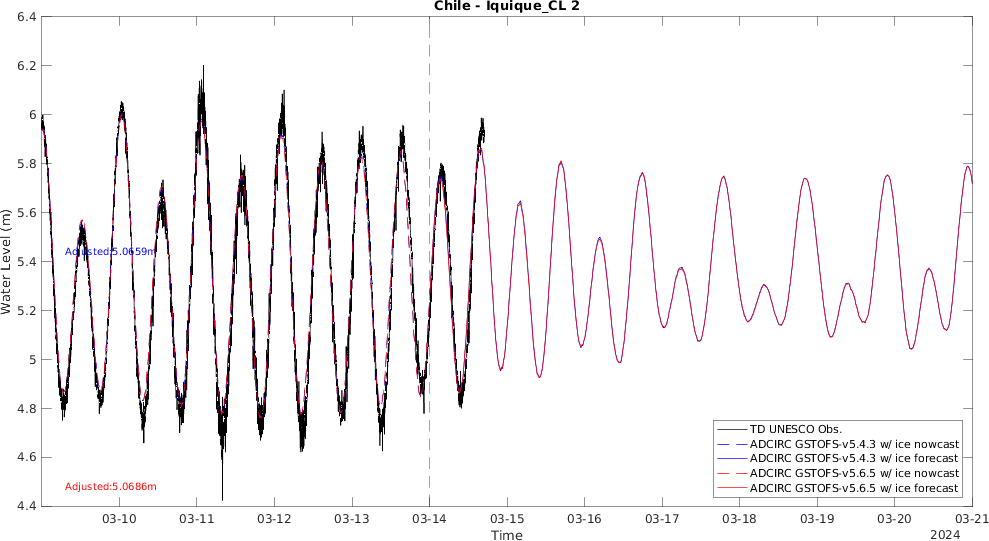 Chile - Iquique_CL 2
6.4
6.2
6
5.8
5.6
5.4
5.2
5
4.8
4.6
4.4
Water Level (m)
Adjusted:5.0659m
Adjusted:5.0686m
TD UNESCO Obs.
ADCIRC GSTOFS-v5.4.3 w/ ice nowcast
ADCIRC GSTOFS-v5.4.3 w/ ice forecast
ADCIRC GSTOFS-v5.6.5 w/ ice nowcast
ADCIRC GSTOFS-v5.6.5 w/ ice forecast
03-10 03-11 03-12 03-13 03-14 03-15 03-16 03-17 03-18 03-19 03-20 03-21
Time
2024